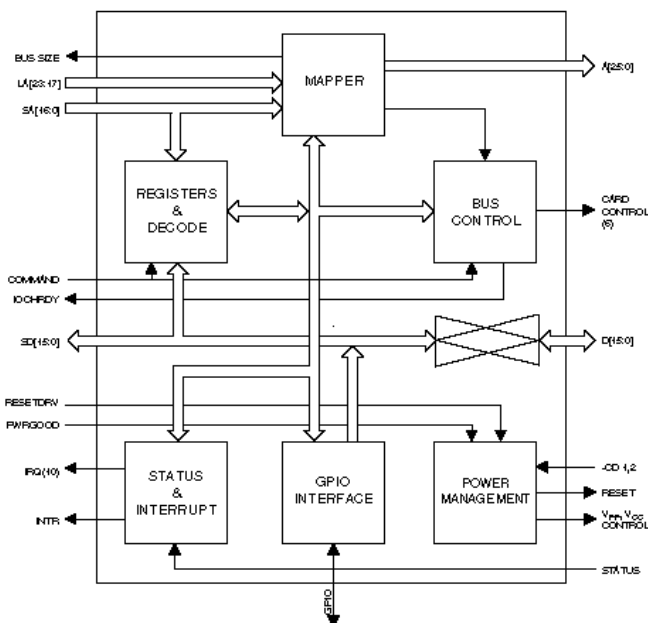 BUS SIZE
LA[23:17]
SA[16:0]
MAPPER
A[25:0]
REGISTERS
&
DECODE
BUS
CONTROL
CARD
CONTROL
(6)
COMMAND
IOCHRDY
SD[15:0]
D[15:0]
RESETDRV
PWRGOOD
IRQ(10)
INTR
STATUS
&
INTERRUPT
GPIO
INTERFACE
POWER
MANAGEMENT
-CD 1,2
RESET
VPP, VCC
CONTROL
STATUS
GPIO